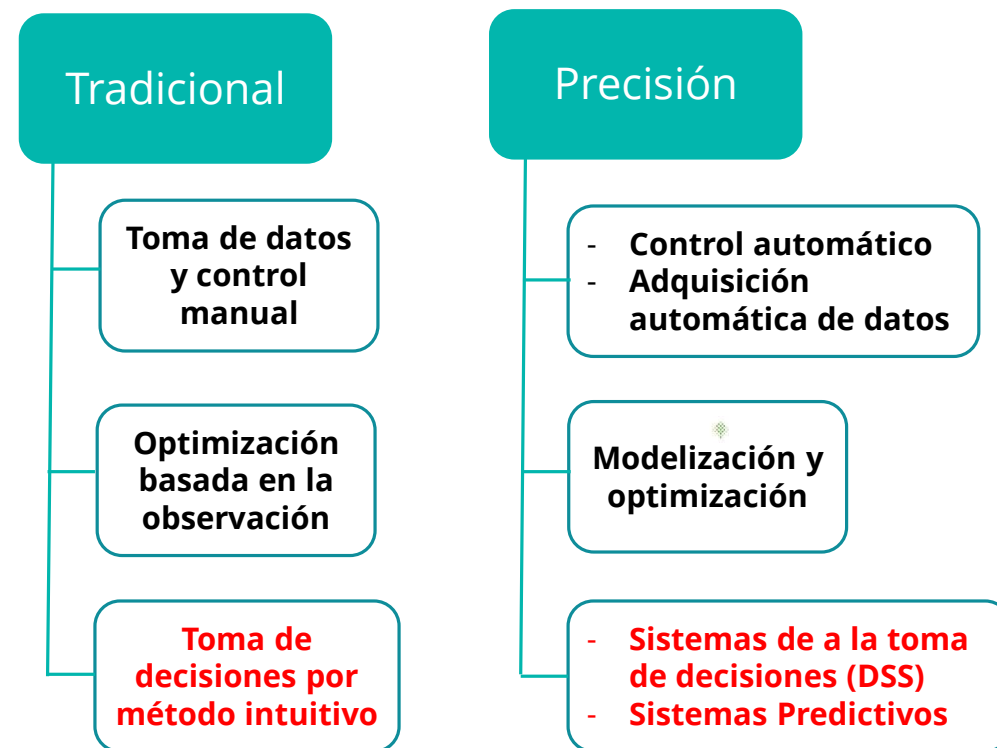 Tradicional
Toma de datos
y control
manual
Optimización
basada en la
observación
Toma de
decisiones por
método intuitivo
Precisión
- Control automático
- Adquisición
automática de datos
Modelización y
optimización
- Sistemas de a la toma
de decisiones (DSS)
- Sistemas Predictivos